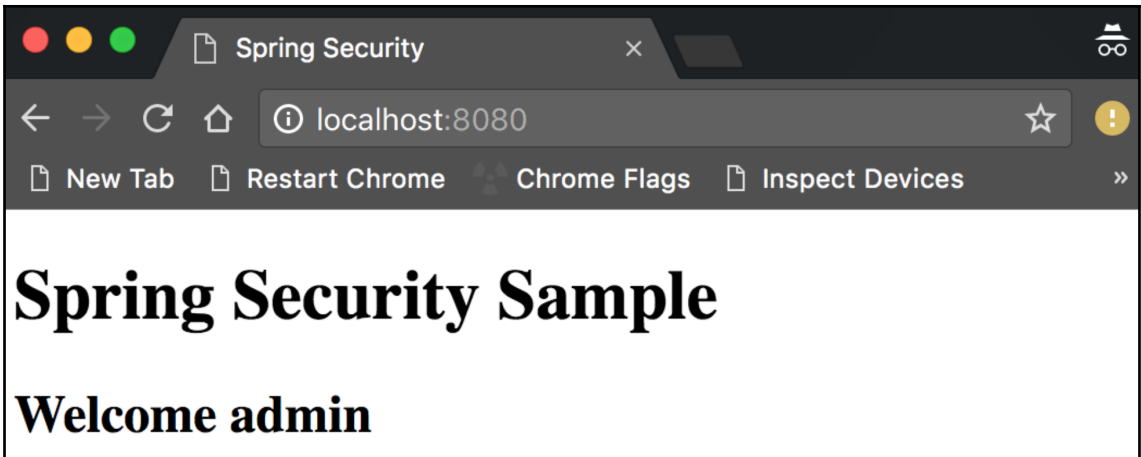 Spring Security
localhost:8080
New Tab Restart Chrome Chrome Flags Inspect Devices »
Spring Security Sample
Welcome admin